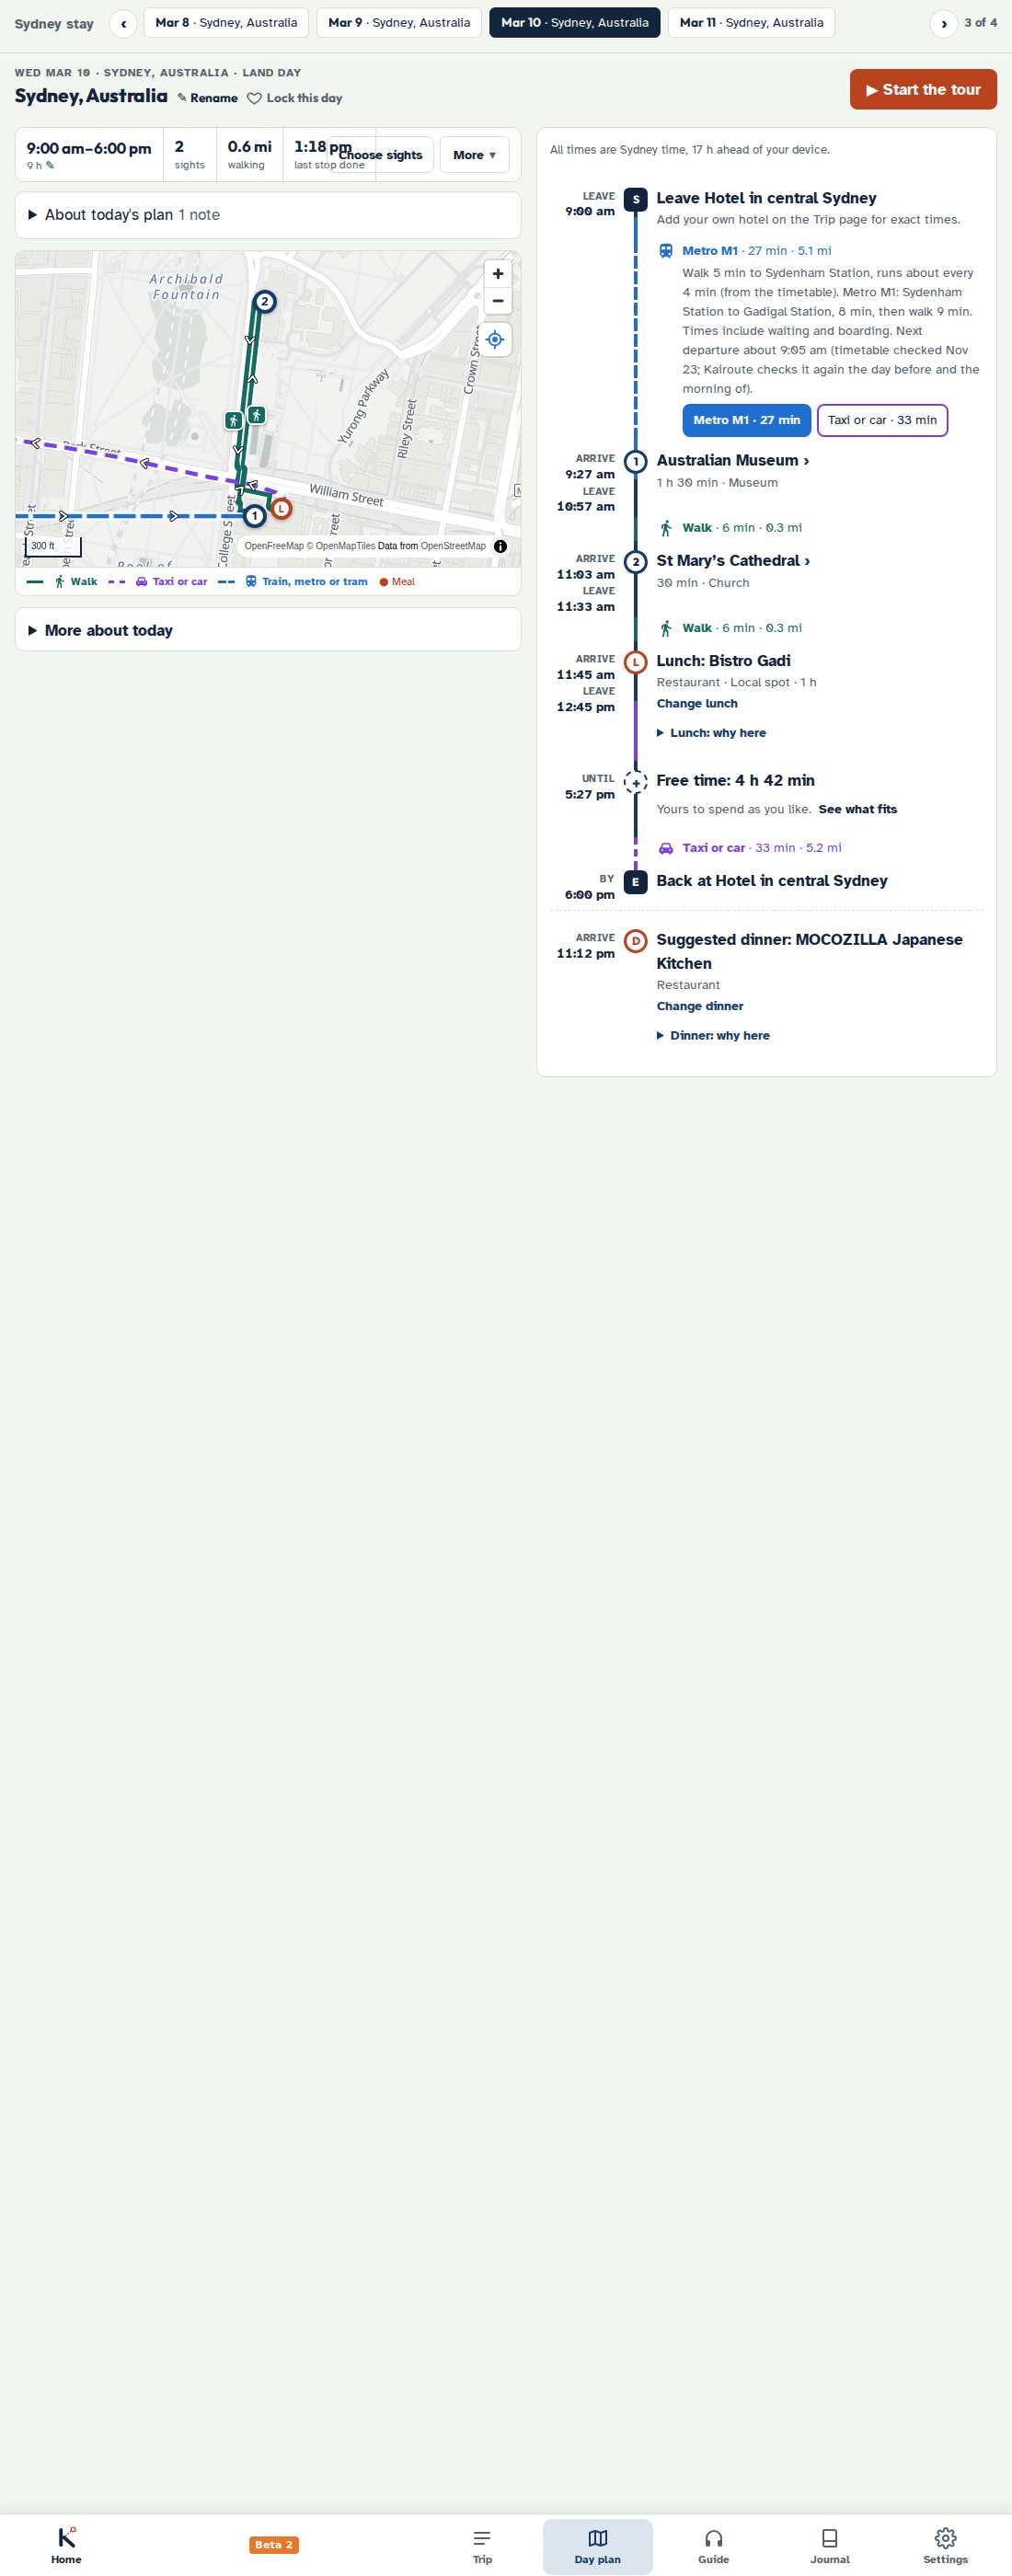 Sydney stay
‹
Mar 8 · Sydney, Australia
Mar 9 · Sydney, Australia
Mar 10 · Sydney, Australia
Mar 11 · Sydney, Australia
›
3 of 4
WED MAR 10 · SYDNEY, AUSTRALIA · LAND DAY
Sydney, Australia
✎ Rename
Lock this day
▶ Start the tour
9:00 am–6:00 pm
9 h ✎
2
sights
0.6 mi
walking
1:18 pm
last stop done
Choose sights
More ▾
▶ About today's plan 1 note
Archibald
Fountain
2
Crown Street
Yurong Parkway
Riley Street
William Street
College Street
1
L
300 ft
OpenFreeMap © OpenMapTiles Data from OpenStreetMap
Walk
Taxi or car
Train, metro or tram
Meal
▶ More about today
All times are Sydney time, 17 h ahead of your device.
LEAVE
9:00 am
S
Leave Hotel in central Sydney
Add your own hotel on the Trip page for exact times.
Metro M1 · 27 min · 5.1 mi
Walk 5 min to Sydenham Station, runs about every
4 min (from the timetable). Metro M1: Sydenham
Station to Gadigal Station, 8 min, then walk 9 min.
Times include waiting and boarding. Next
departure about 9:05 am (timetable checked Nov
23; Kairoute checks it again the day before and the
morning of).
Metro M1 · 27 min
Taxi or car · 33 min
ARRIVE
9:27 am
LEAVE
10:57 am
1
Australian Museum ›
1 h 30 min · Museum
Walk · 6 min · 0.3 mi
ARRIVE
11:03 am
LEAVE
11:33 am
2
St Mary's Cathedral ›
30 min · Church
Walk · 6 min · 0.3 mi
ARRIVE
11:45 am
LEAVE
12:45 pm
L
Lunch: Bistro Gadi
Restaurant · Local spot · 1 h
Change lunch
▶ Lunch: why here
UNTIL
5:27 pm
+
Free time: 4 h 42 min
Yours to spend as you like. See what fits
Taxi or car · 33 min · 5.2 mi
BY
6:00 pm
E
Back at Hotel in central Sydney
ARRIVE
11:12 pm
D
Suggested dinner: MOCOZILLA Japanese
Kitchen
Restaurant
Change dinner
▶ Dinner: why here
Home
Beta 2
Trip
Day plan
Guide
Journal
Settings